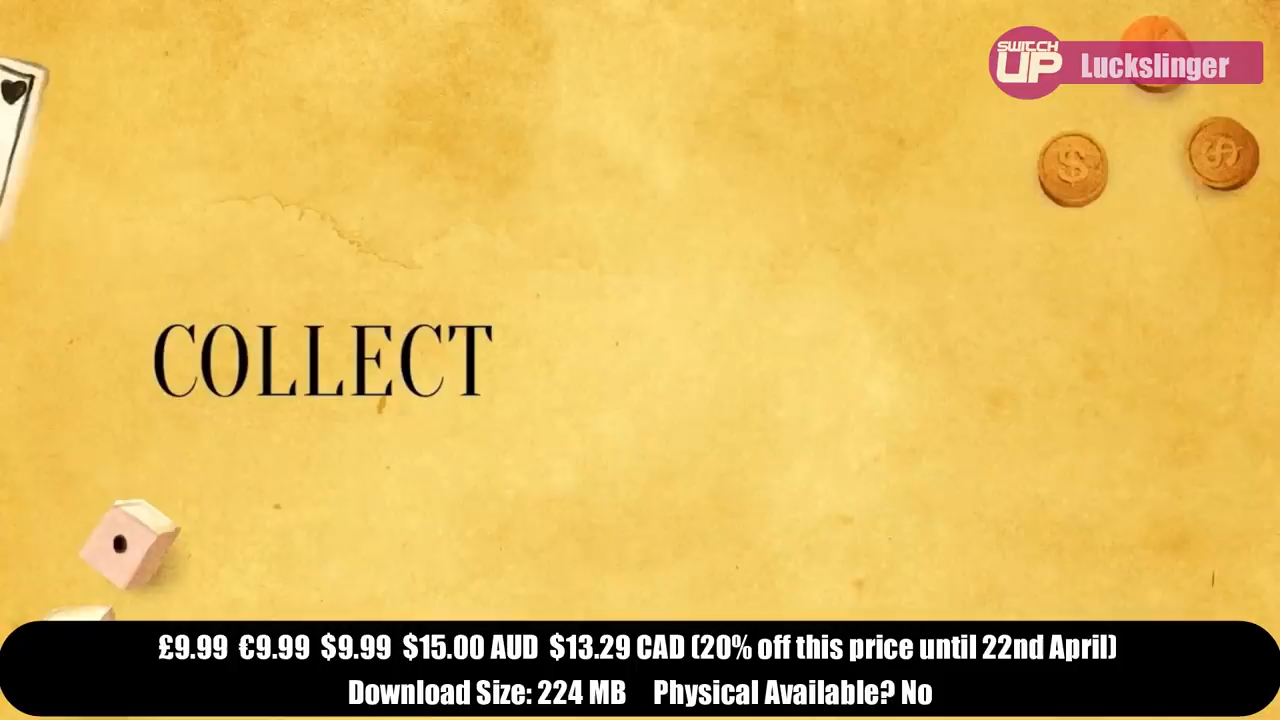 SWITCH
UP
Luckslinger
COLLECT
£9.99 €9.99 $9.99 $15.00 AUD $13.29 CAD (20% off this price until 22nd April)
Download Size: 224 MB Physical Available? No